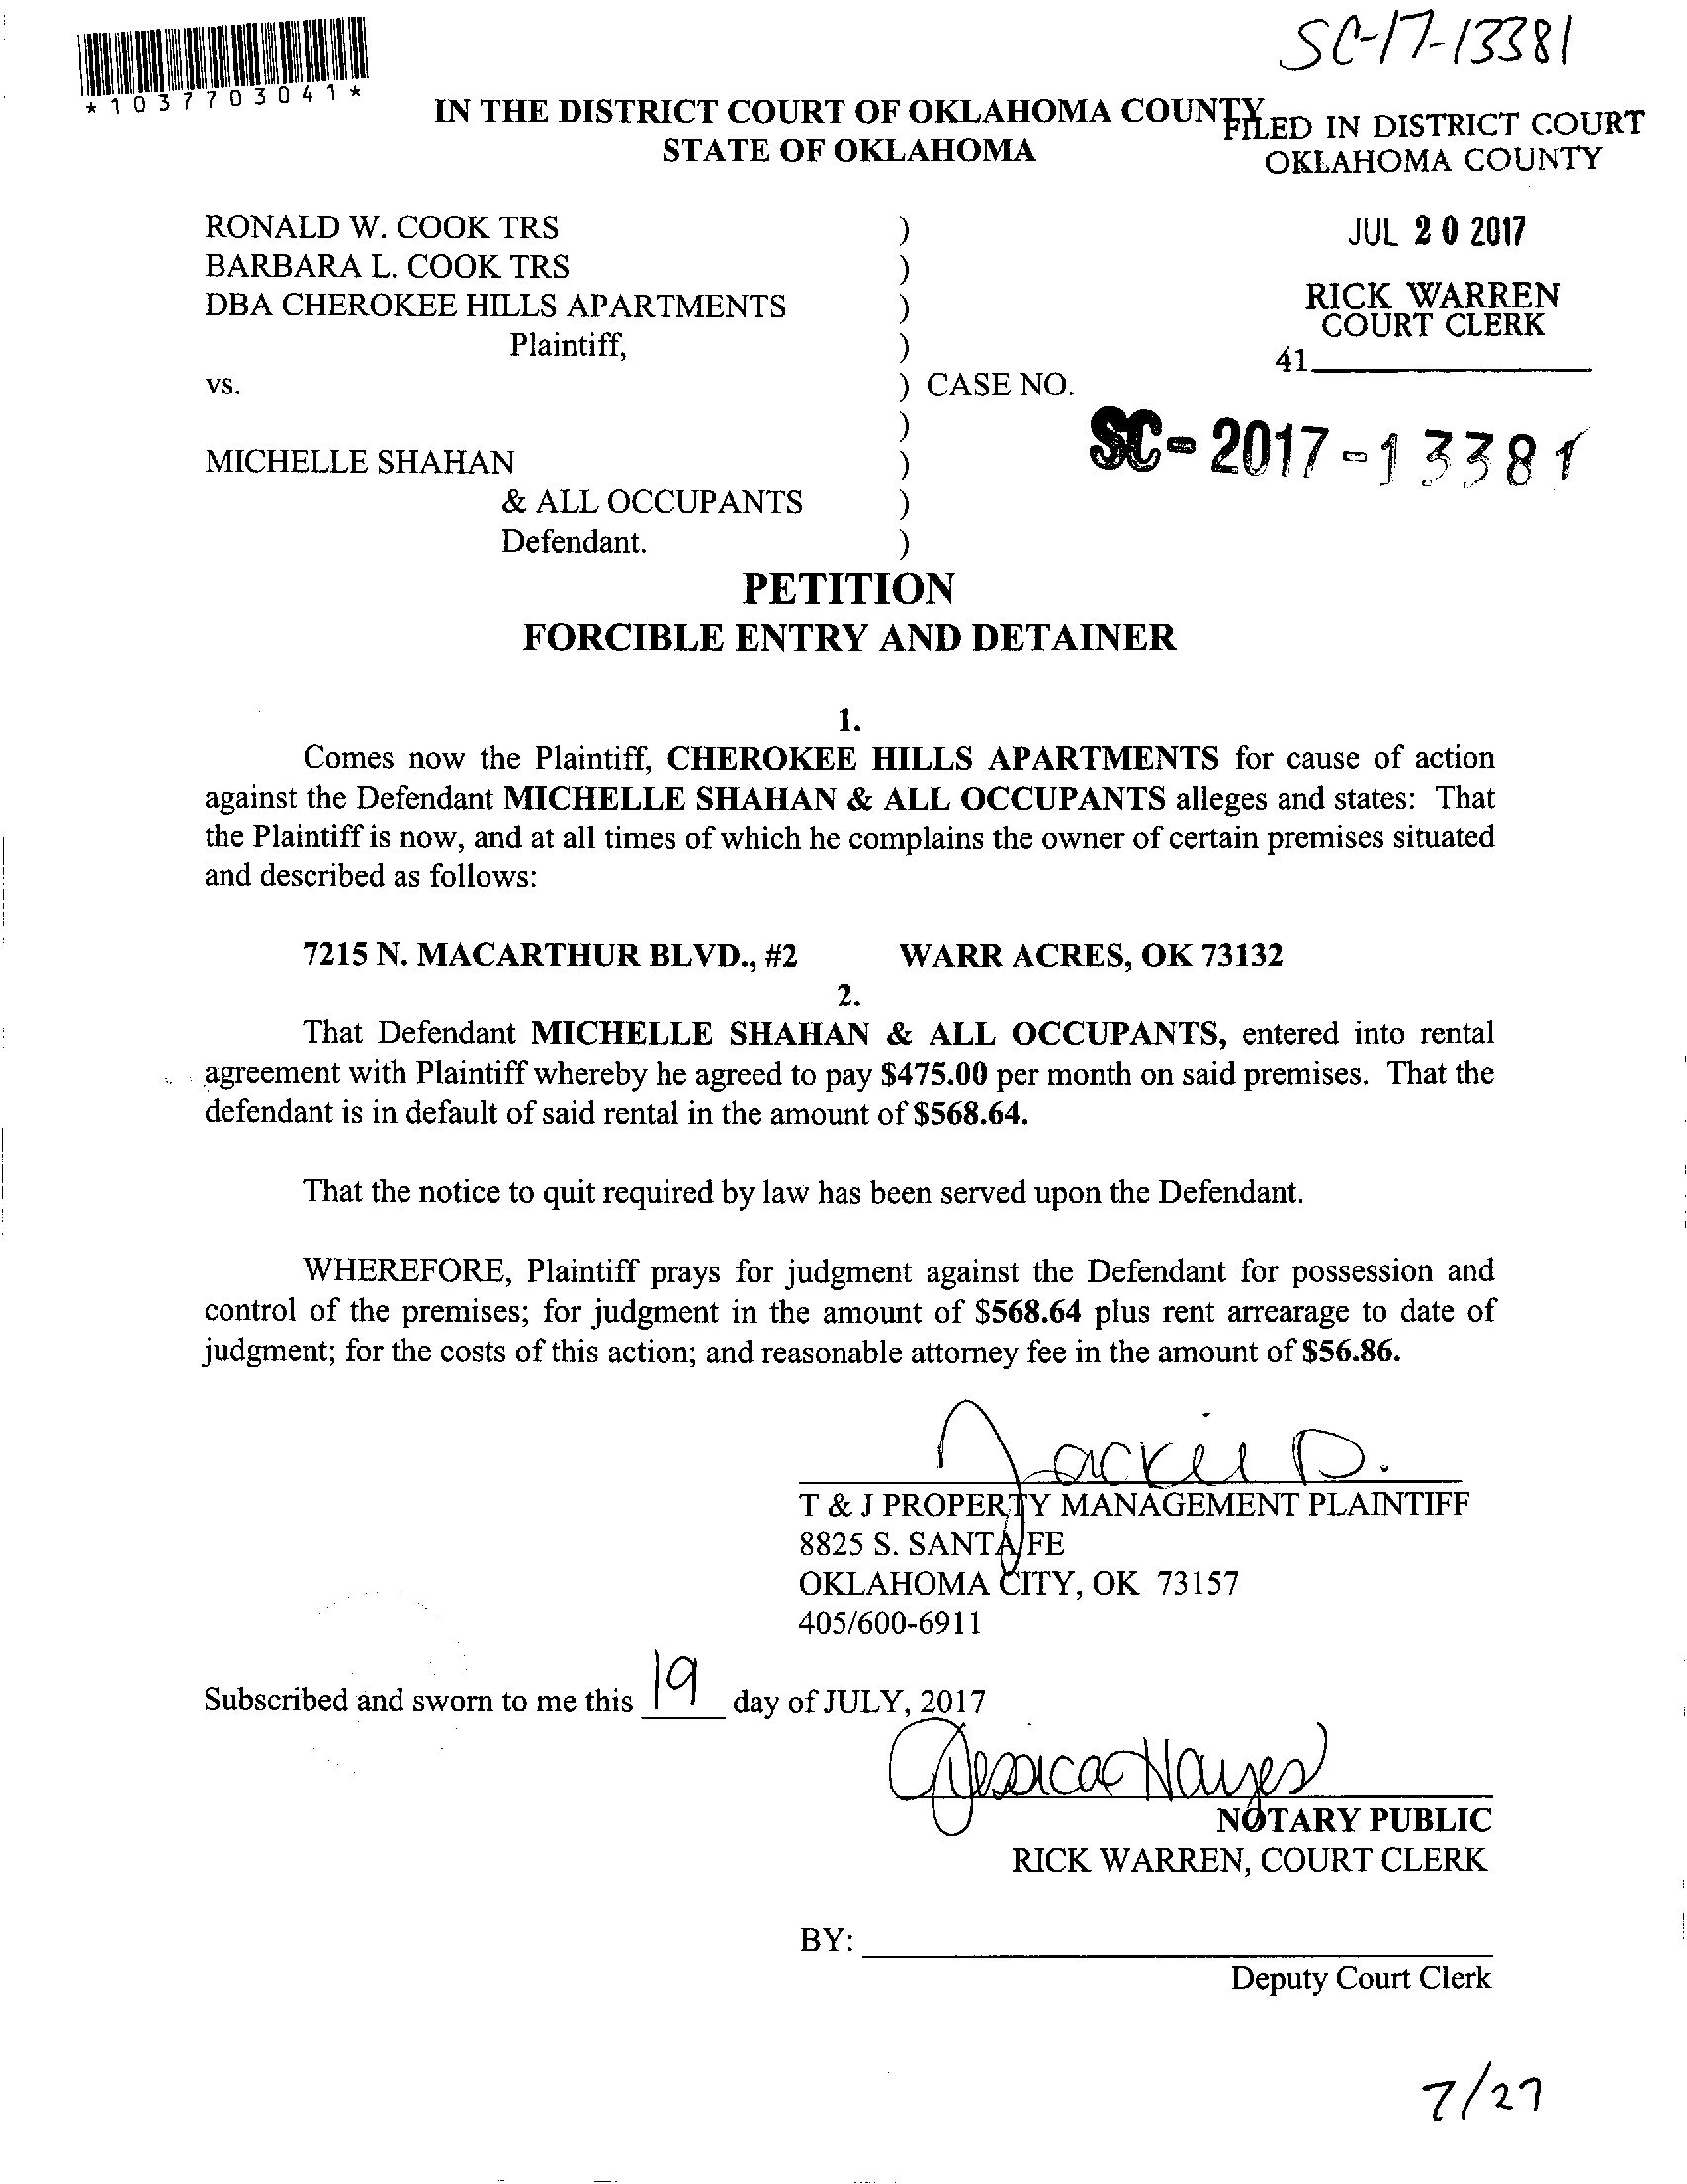 SC-17-13381
*1037703041*
IN THE DISTRICT COURT OF OKLAHOMA COUNTY
STATE OF OKLAHOMA
FILED IN DISTRICT COURT
OKLAHOMA COUNTY
JUL 20 2017
RICK WARREN
COURT CLERK
41
RONALD W. COOK TRS )
BARBARA L. COOK TRS )
DBA CHEROKEE HILLS APARTMENTS )
Plaintiff, )
vs. ) CASE NO.
)
SC-2017-13381
MICHELLE SHAHAN )
& ALL OCCUPANTS )
Defendant. )
PETITION
FORCIBLE ENTRY AND DETAINER
1.
Comes now the Plaintiff, CHEROKEE HILLS APARTMENTS for cause of action
against the Defendant MICHELLE SHAHAN & ALL OCCUPANTS alleges and states: That
the Plaintiff is now, and at all times of which he complains the owner of certain premises situated
and described as follows:
7215 N. MACARTHUR BLVD., #2 WARR ACRES, OK 73132
2.
That Defendant MICHELLE SHAHAN & ALL OCCUPANTS, entered into rental
agreement with Plaintiff whereby he agreed to pay $475.00 per month on said premises. That the
defendant is in default of said rental in the amount of $568.64.
That the notice to quit required by law has been served upon the Defendant.
WHEREFORE, Plaintiff prays for judgment against the Defendant for possession and
control of the premises; for judgment in the amount of $568.64 plus rent arrearage to date of
judgment; for the costs of this action; and reasonable attorney fee in the amount of $56.86.
Jackie D.
T & J PROPERTY MANAGEMENT PLAINTIFF
8825 S. SANTA FE
OKLAHOMA CITY, OK 73157
405/600-6911
Subscribed and sworn to me this 19 day of JULY, 2017
Jessica Hayes
NOTARY PUBLIC
RICK WARREN, COURT CLERK
BY:
Deputy Court Clerk
7/27